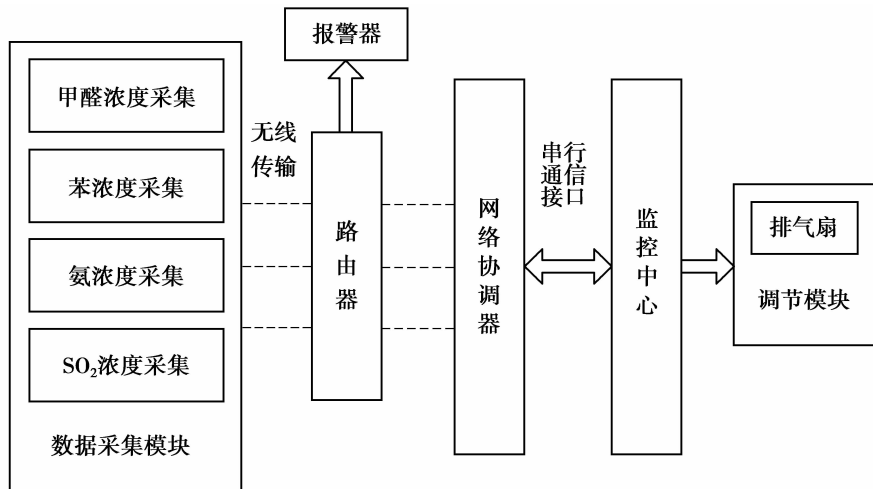 报警器
甲醛浓度采集
苯浓度采集
氨浓度采集
SO₂浓度采集
数据采集模块
无线
传输
路由器
网络协调器
串行
通信
接口
监控中心
排气扇
调节模块